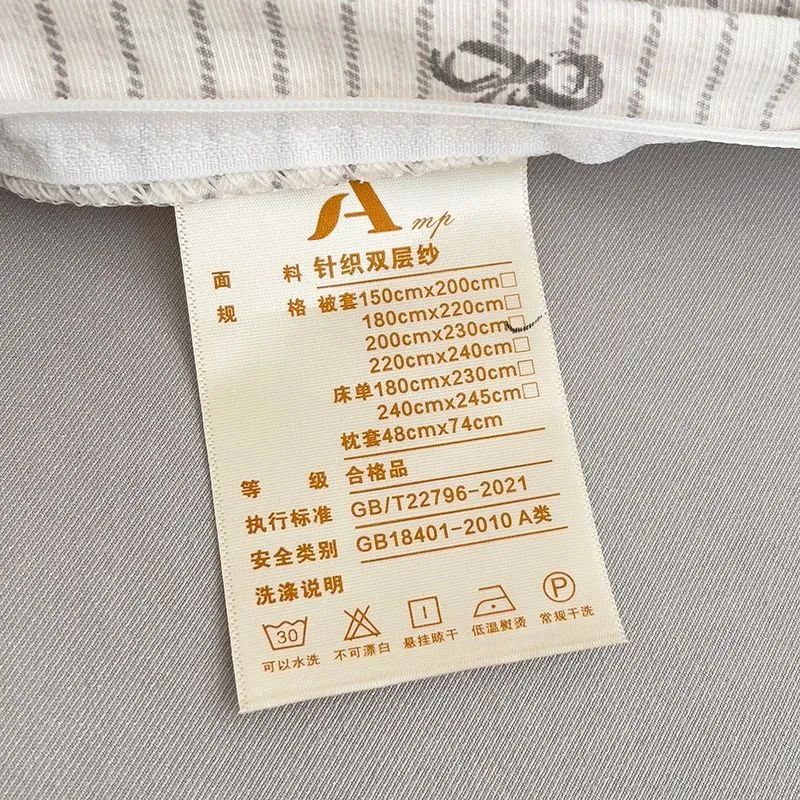 A mp
面 料 针织双层纱
规 格 被套150cmx200cm□
180cmx220cm□
200cmx230cm□
220cmx240cm□
床单180cmx230cm□
240cmx245cm□
枕套48cmx74cm
等 级 合格品
执行标准 GB/T22796-2021
安全类别 GB18401-2010 A类
洗涤说明
30 P
可以水洗 不可漂白 悬挂晾干 低温熨烫 常规干洗